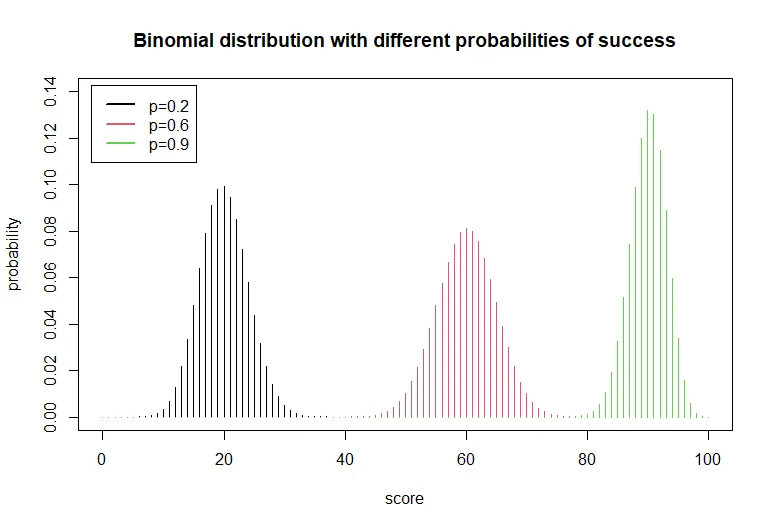 Binomial distribution with different probabilities of success
p=0.2
p=0.6
p=0.9
probability
0.14
0.12
0.10
0.08
0.06
0.04
0.02
0.00
0 20 40 60 80 100
score